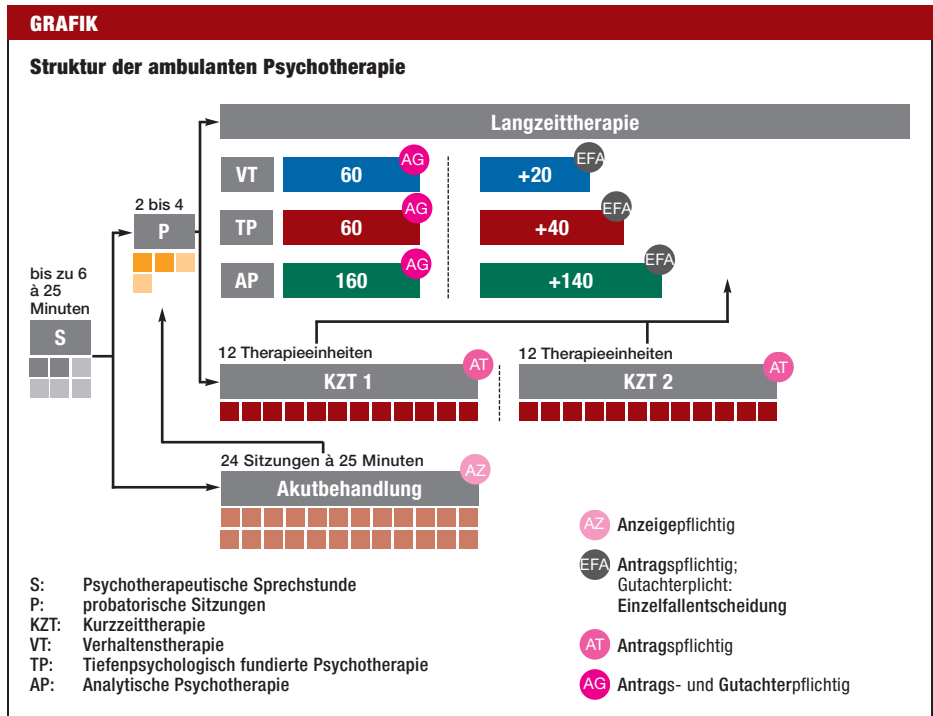 GRAFIK
Struktur der ambulanten Psychotherapie
Langzeittherapie
VT
60
AG
+20
EFA
2 bis 4
P
TP
60
AG
+40
EFA
AP
160
AG
+140
EFA
bis zu 6
à 25
Minuten
S
12 Therapieeinheiten
KZT 1
AT
12 Therapieeinheiten
KZT 2
AT
24 Sitzungen à 25 Minuten
Akutbehandlung
AZ
S: Psychotherapeutische Sprechstunde
P: probatorische Sitzungen
KZT: Kurzzeittherapie
VT: Verhaltenstherapie
TP: Tiefenpsychologisch fundierte Psychotherapie
AP: Analytische Psychotherapie
AZ Anzeigepflichtig
EFA Antragspflichtig;
Gutachterplicht:
Einzelfallentscheidung
AT Antragspflichtig
AG Antrags- und Gutachterpflichtig